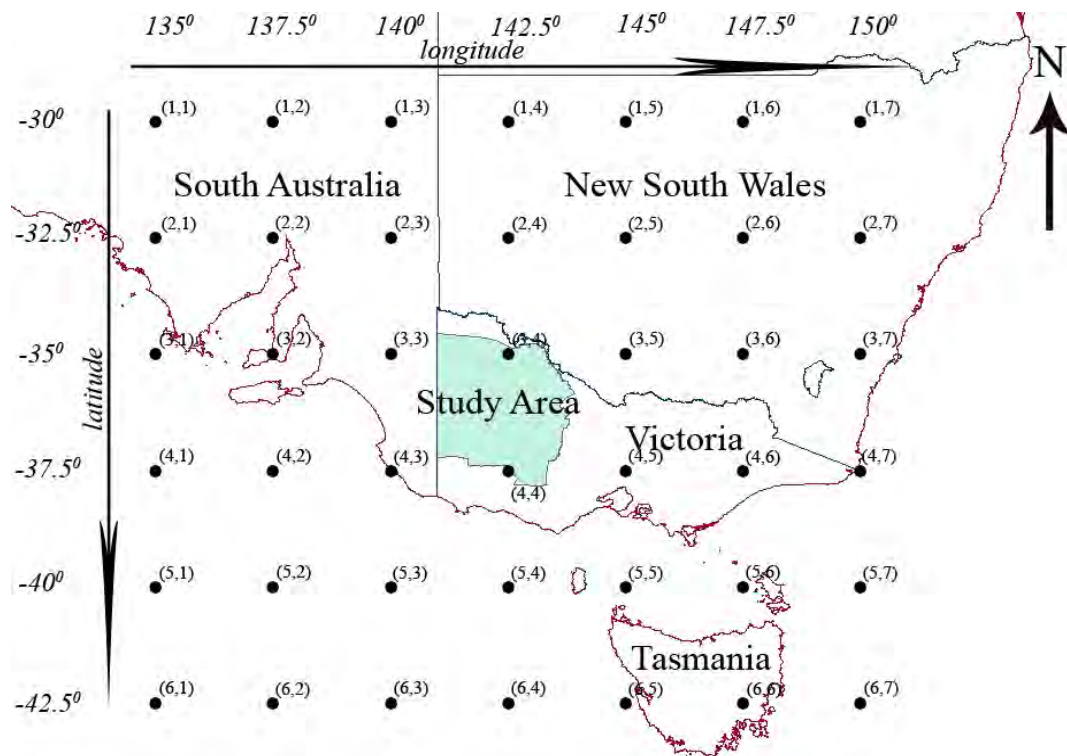 135⁰ 137.5⁰ 140⁰ 142.5⁰ 145⁰ 147.5⁰ 150⁰
longitude
N
-30⁰ (1,1) (1,2) (1,3) (1,4) (1,5) (1,6) (1,7)
South Australia New South Wales
-32.5⁰ (2,1) (2,2) (2,3) (2,4) (2,5) (2,6) (2,7)
-35⁰ (3,1) (3,2) (3,3) (3,4) (3,5) (3,6) (3,7)
latitude
Study Area
Victoria
-37.5⁰ (4,1) (4,2) (4,3) (4,5) (4,6) (4,7)
(4,4)
-40⁰ (5,1) (5,2) (5,3) (5,4) (5,5) (5,6) (5,7)
Tasmania
-42.5⁰ (6,1) (6,2) (6,3) (6,4) (6,5) (6,6) (6,7)